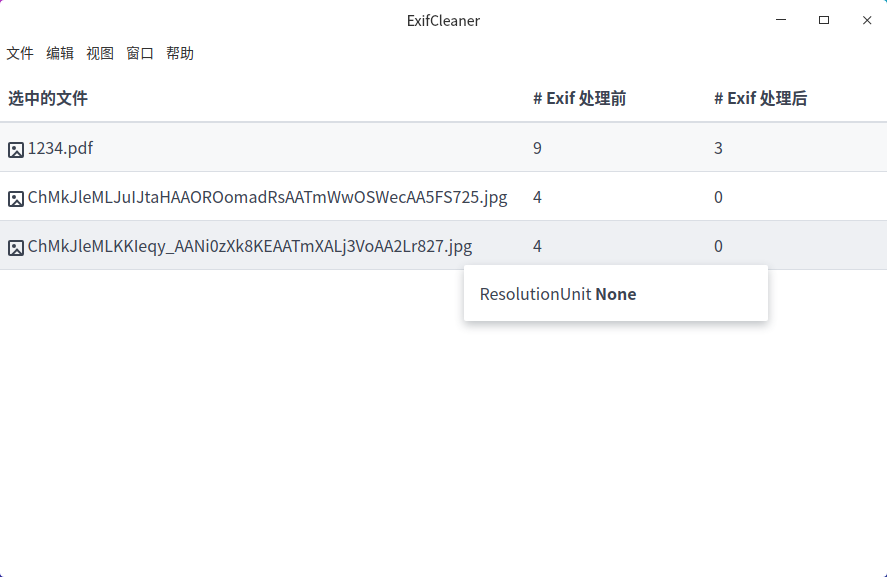 ExifCleaner
文件 编辑 视图 窗口 帮助
选中的文件 # Exif 处理前 # Exif 处理后
1234.pdf 9 3
ChMkJleMLJuIJtaHAAOROomadRsAATmWwOSWecAA5FS725.jpg 4 0
ChMkJleMLKKIeqy_AANi0zXk8KEAATmXALj3VoAA2Lr827.jpg 4 0
ResolutionUnit None